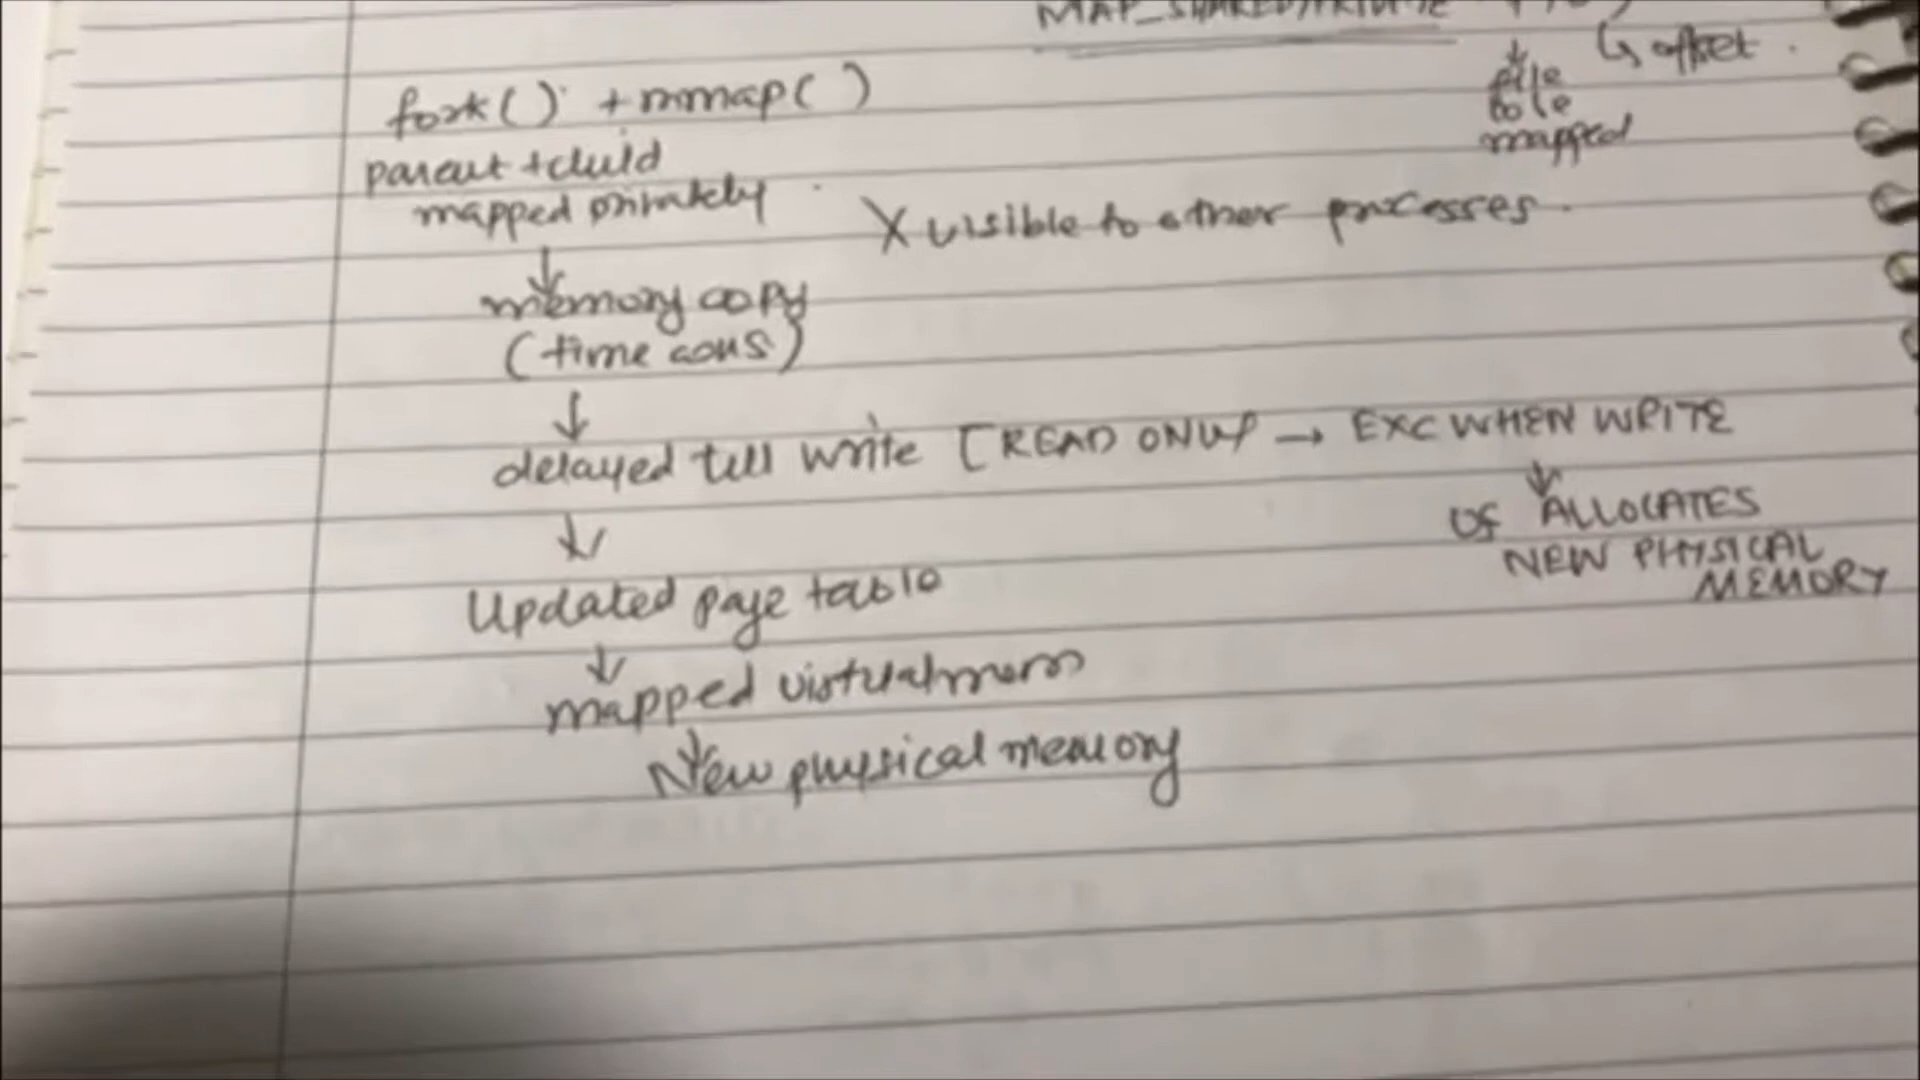 MAP_SHARED/PRIVATE
↳ offset.
↓
file
to be
mapped
fork() + mmap()
parent + child
mapped privately
X visible to other processes.
↓
memory copy
(time cons)
↓
delayed till write [READ ONLY → EXC WHEN WRITE
↓
OS ALLOCATES
NEW PHYSICAL
MEMORY
↓
Updated page table
↓
mapped virtual mem
↓
New physical memory